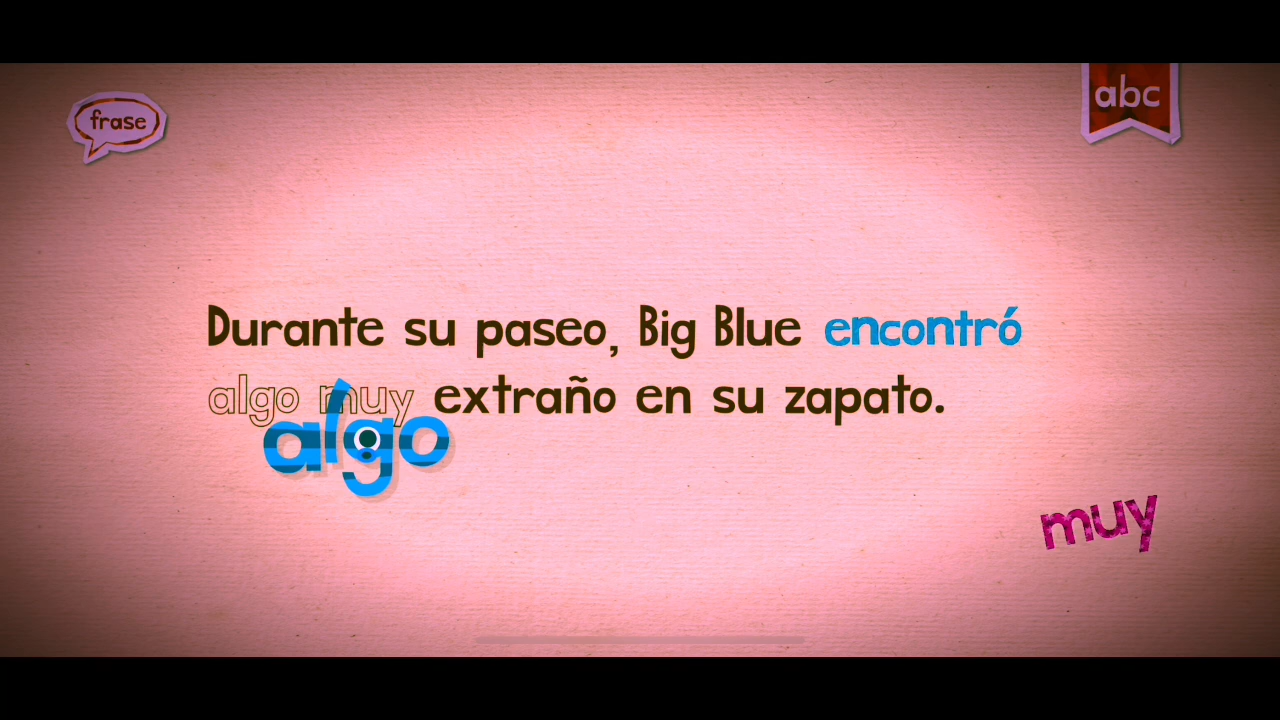 frase
abc
Durante su paseo, Big Blue encontró
algo muy extraño en su zapato.
algo
muy